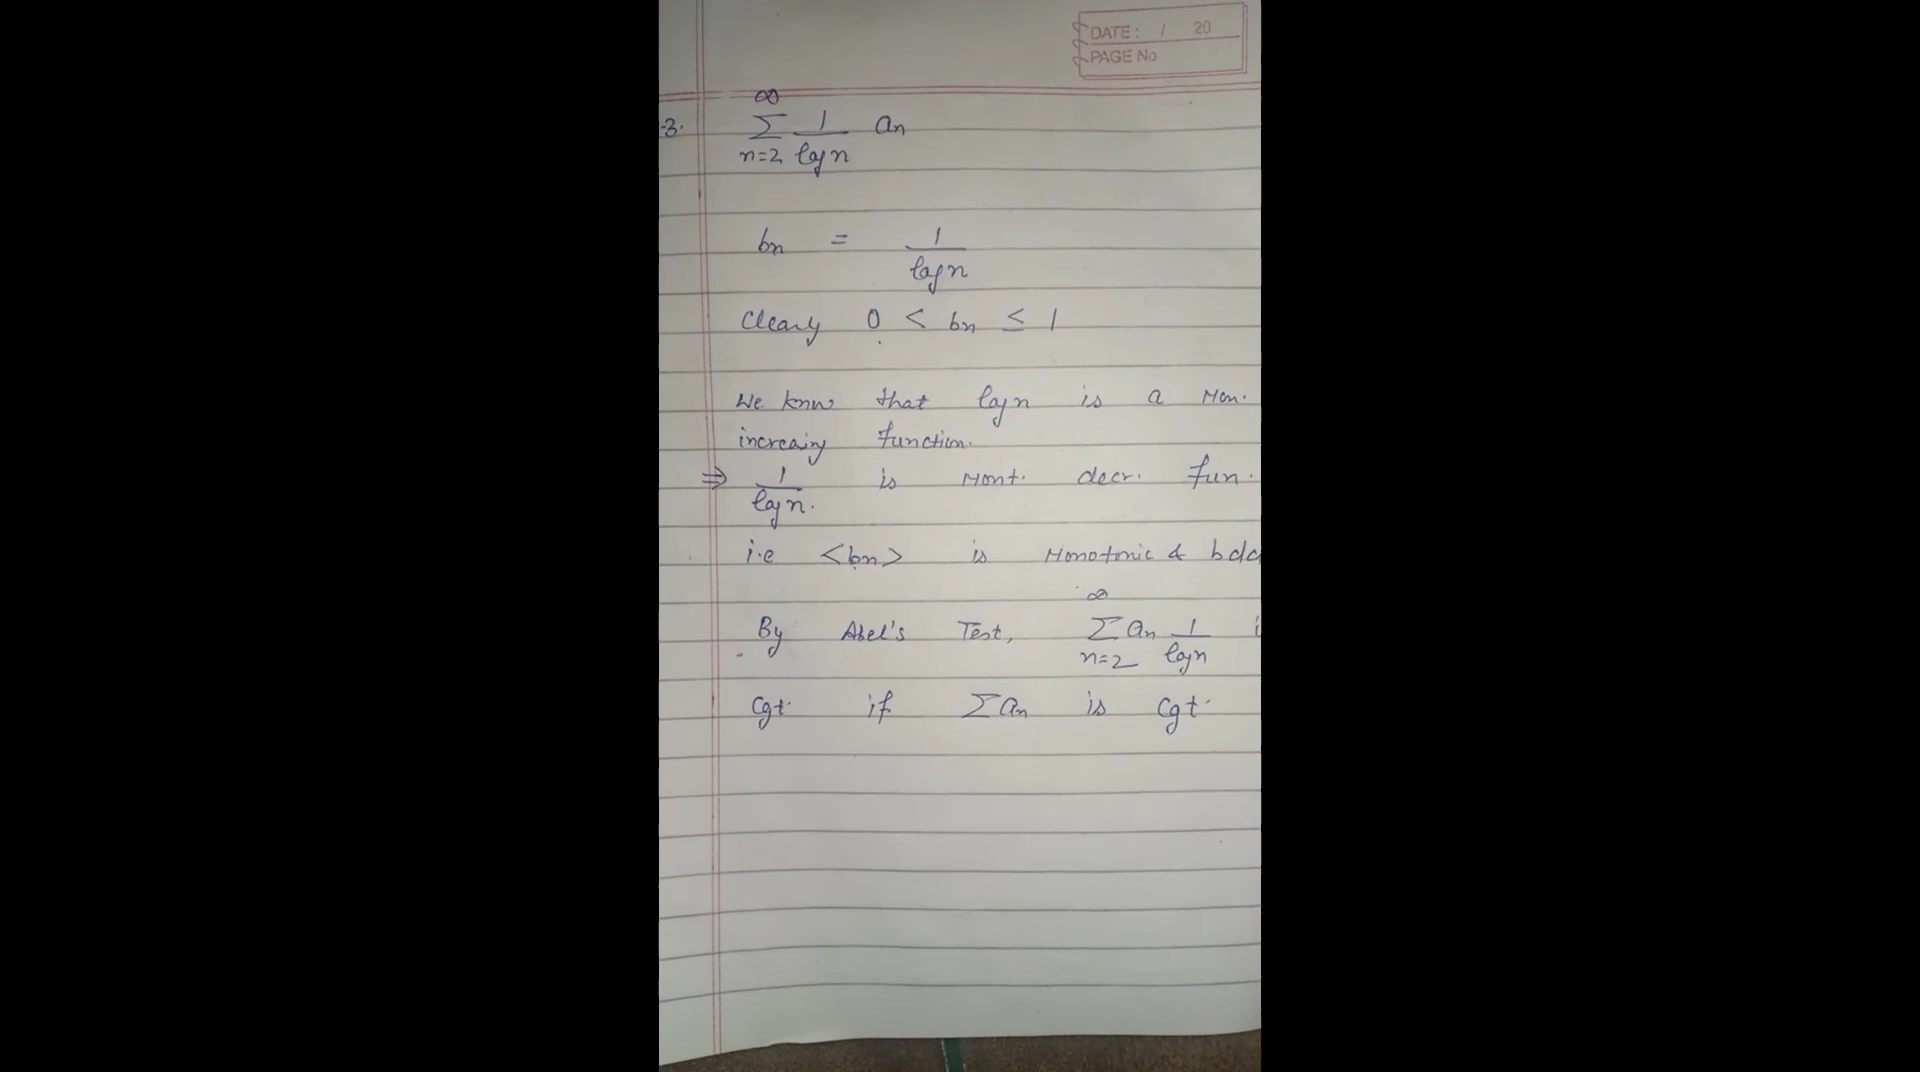 DATE: / 20
PAGE No
3. ∞
Σ 1/log n an
n=2
bn = 1/log n
Clearly 0 < bn ≤ 1
We know that log n is a Mon.
increasing function.
⇒ 1/log n. is Mont. decr. fun.
i.e <bn> is Monotonic & bdd
By Abel's Test, ∞ Σ n=2 an 1/log n i
Cgt. if Σ an is Cgt.